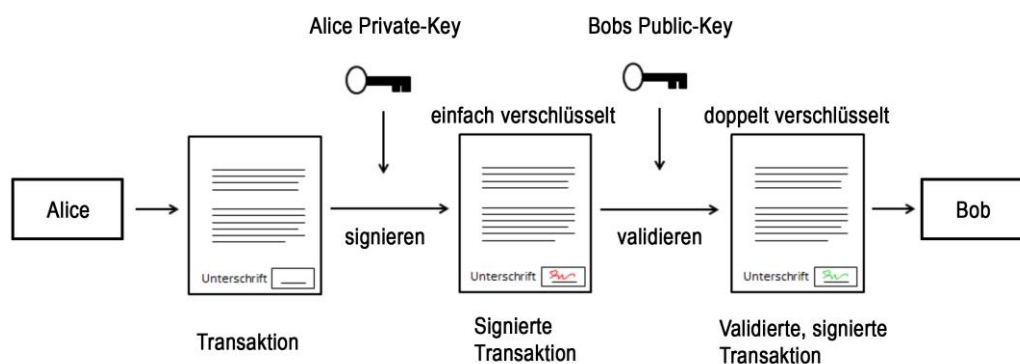 Alice Private-Key
Bobs Public-Key
einfach verschlüsselt
doppelt verschlüsselt
Alice
signieren
validieren
Bob
Unterschrift
Unterschrift
Unterschrift
Transaktion
Signierte
Transaktion
Validierte, signierte
Transaktion